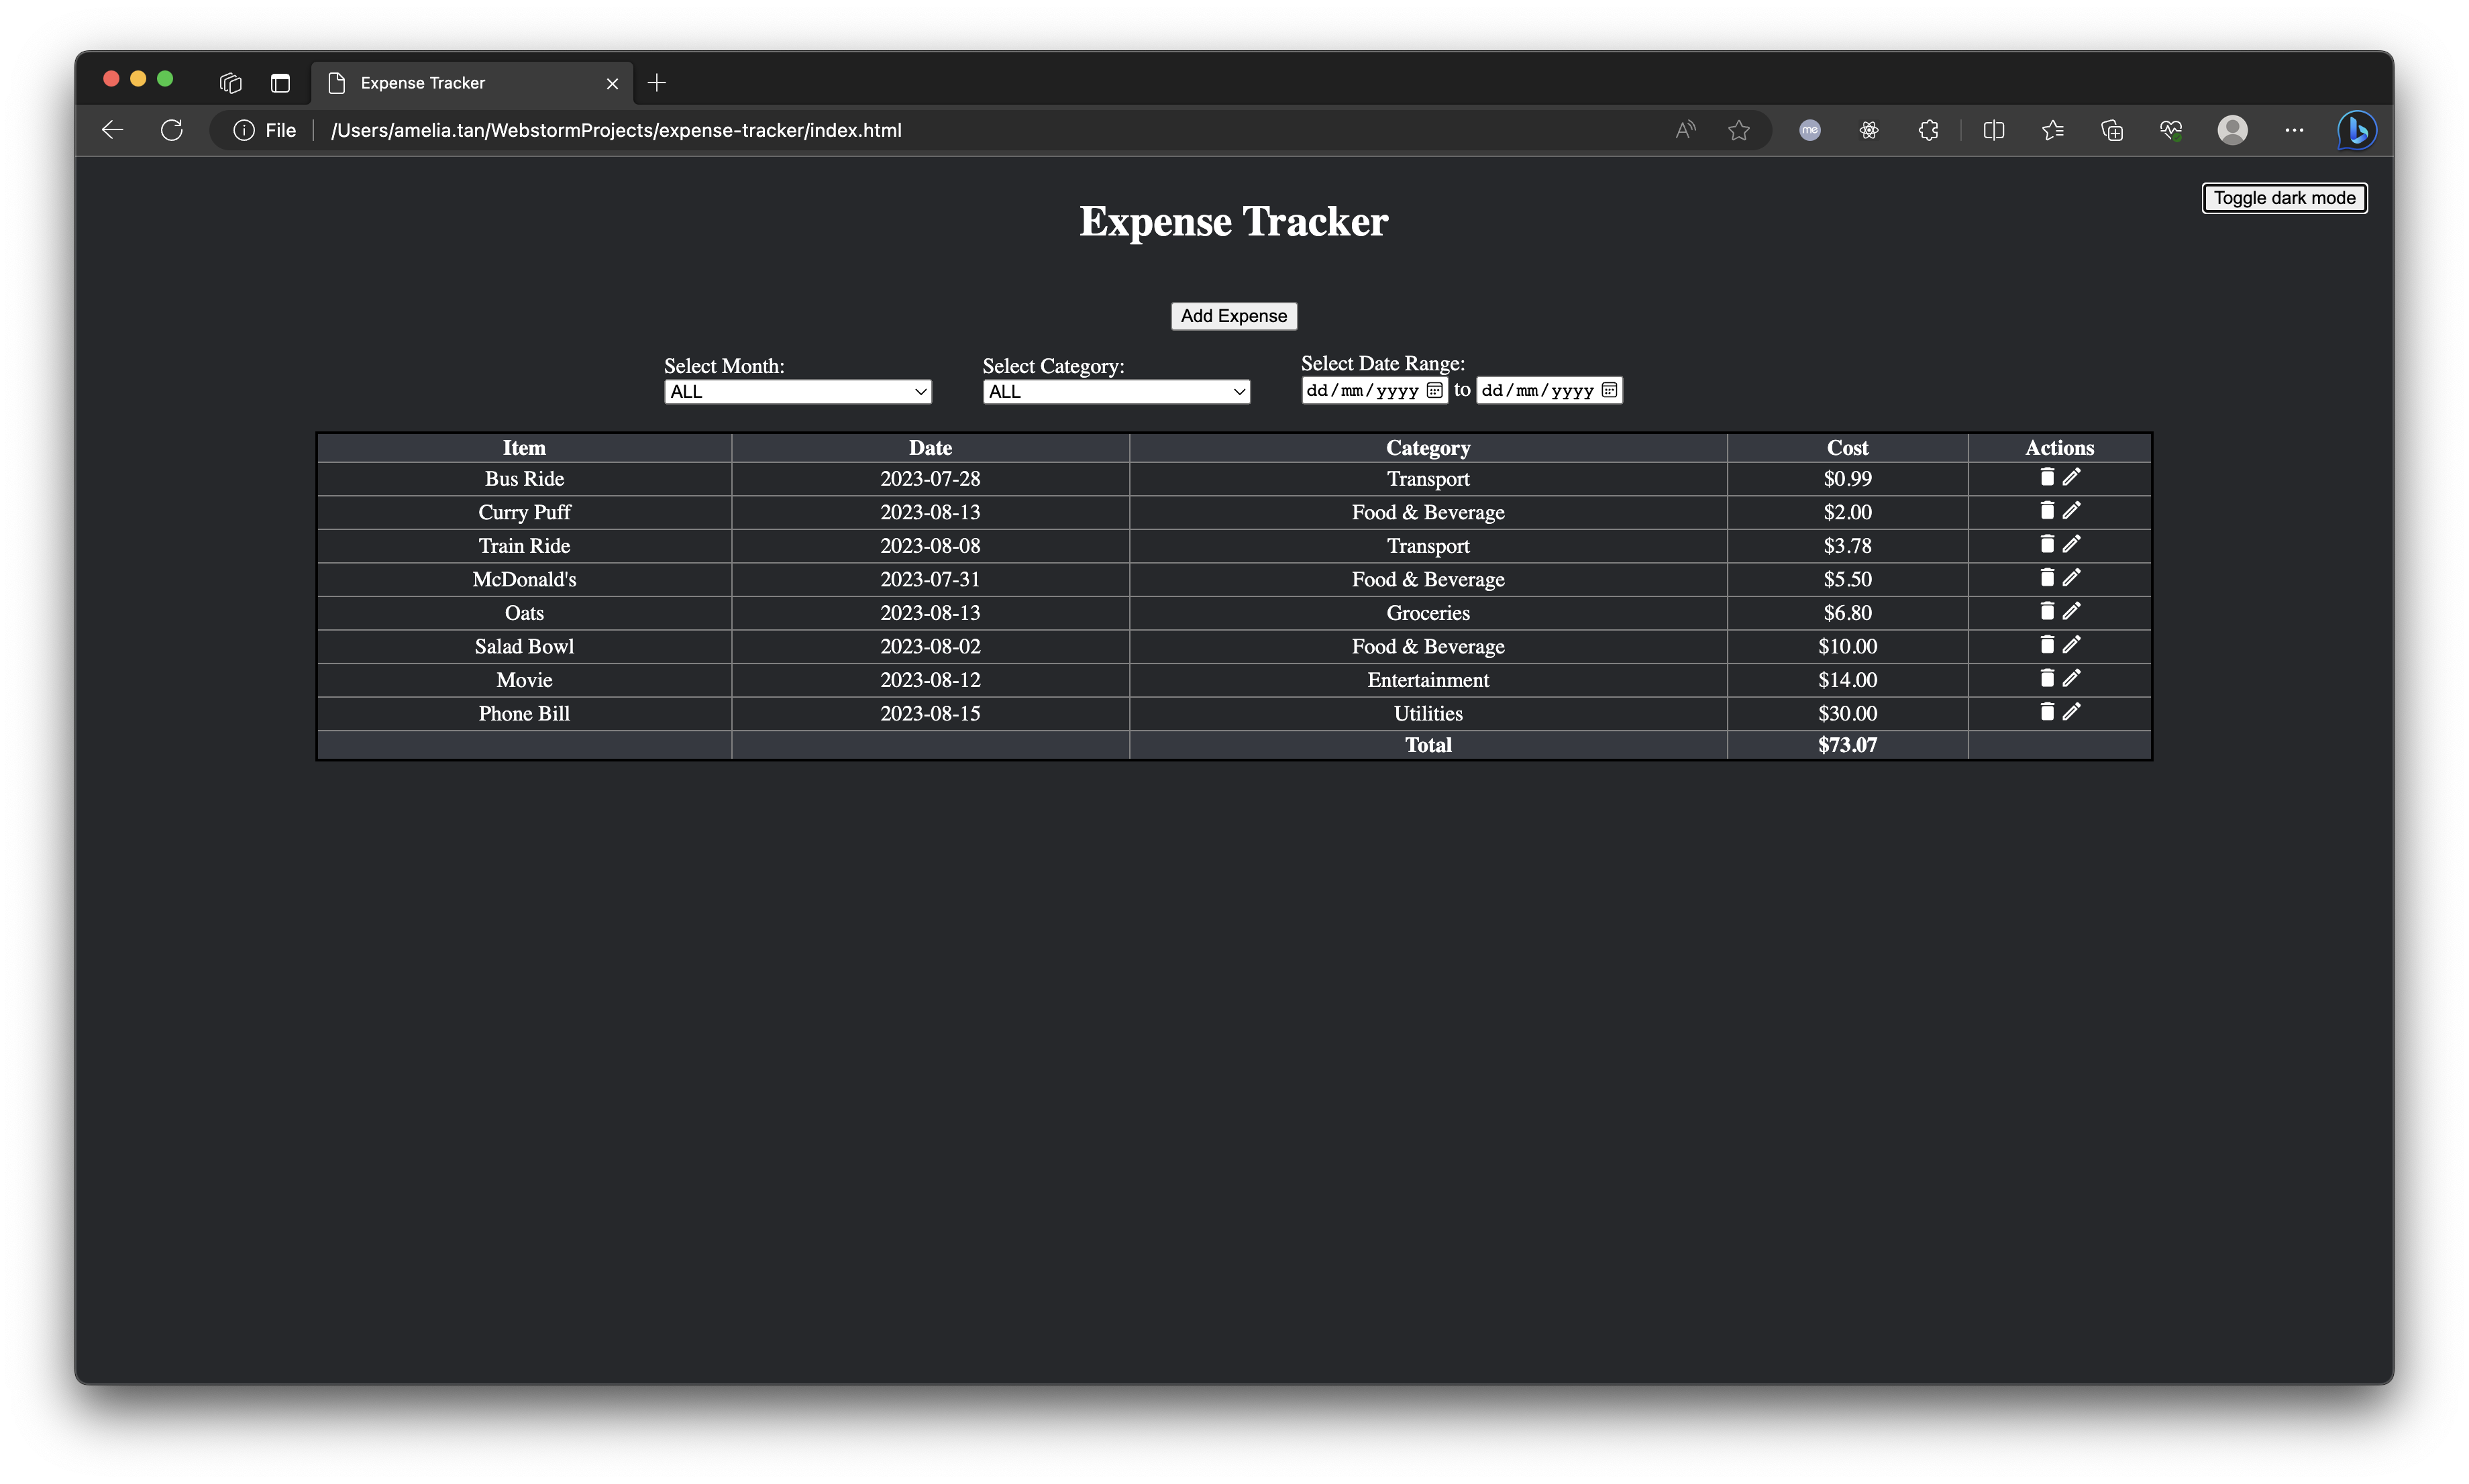 Expense Tracker
File /Users/amelia.tan/WebstormProjects/expense-tracker/index.html
me
Toggle dark mode
Expense Tracker
Add Expense
Select Month: Select Category: Select Date Range:
ALL ALL dd/mm/yyyy to dd/mm/yyyy
Item Date Category Cost Actions
Bus Ride 2023-07-28 Transport $0.99
Curry Puff 2023-08-13 Food & Beverage $2.00
Train Ride 2023-08-08 Transport $3.78
McDonald's 2023-07-31 Food & Beverage $5.50
Oats 2023-08-13 Groceries $6.80
Salad Bowl 2023-08-02 Food & Beverage $10.00
Movie 2023-08-12 Entertainment $14.00
Phone Bill 2023-08-15 Utilities $30.00
Total $73.07